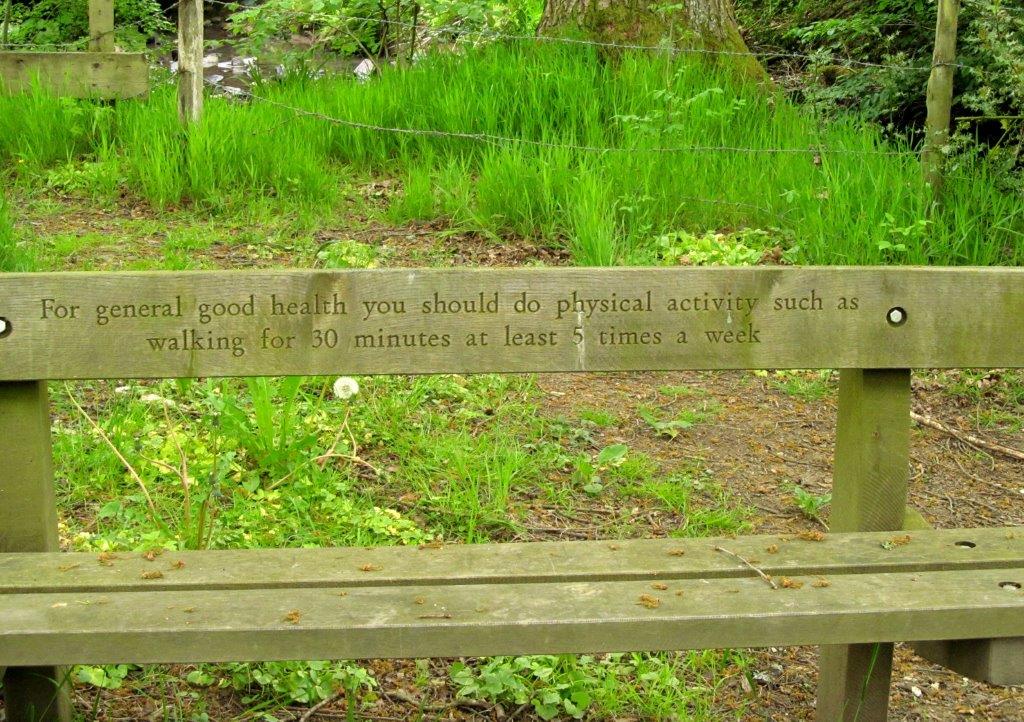 For general good health you should do physical activity such as
walking for 30 minutes at least 5 times a week